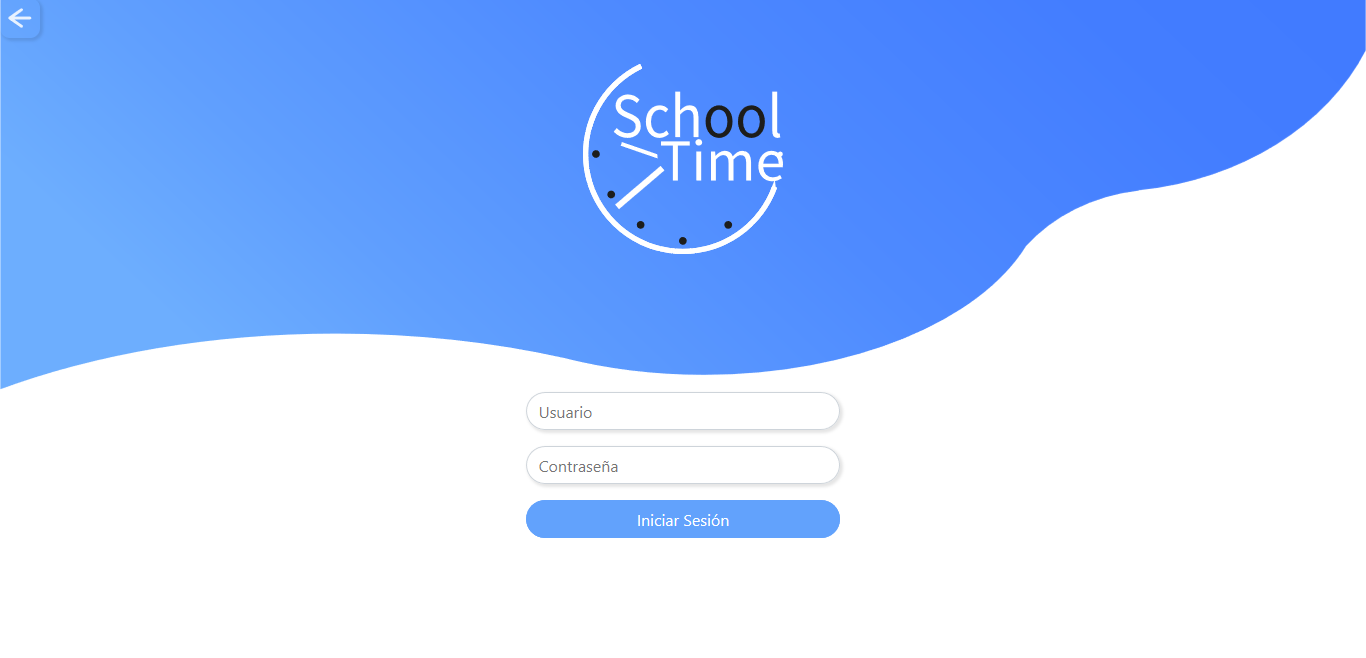 School
Time
Usuario
Contraseña
Iniciar Sesión